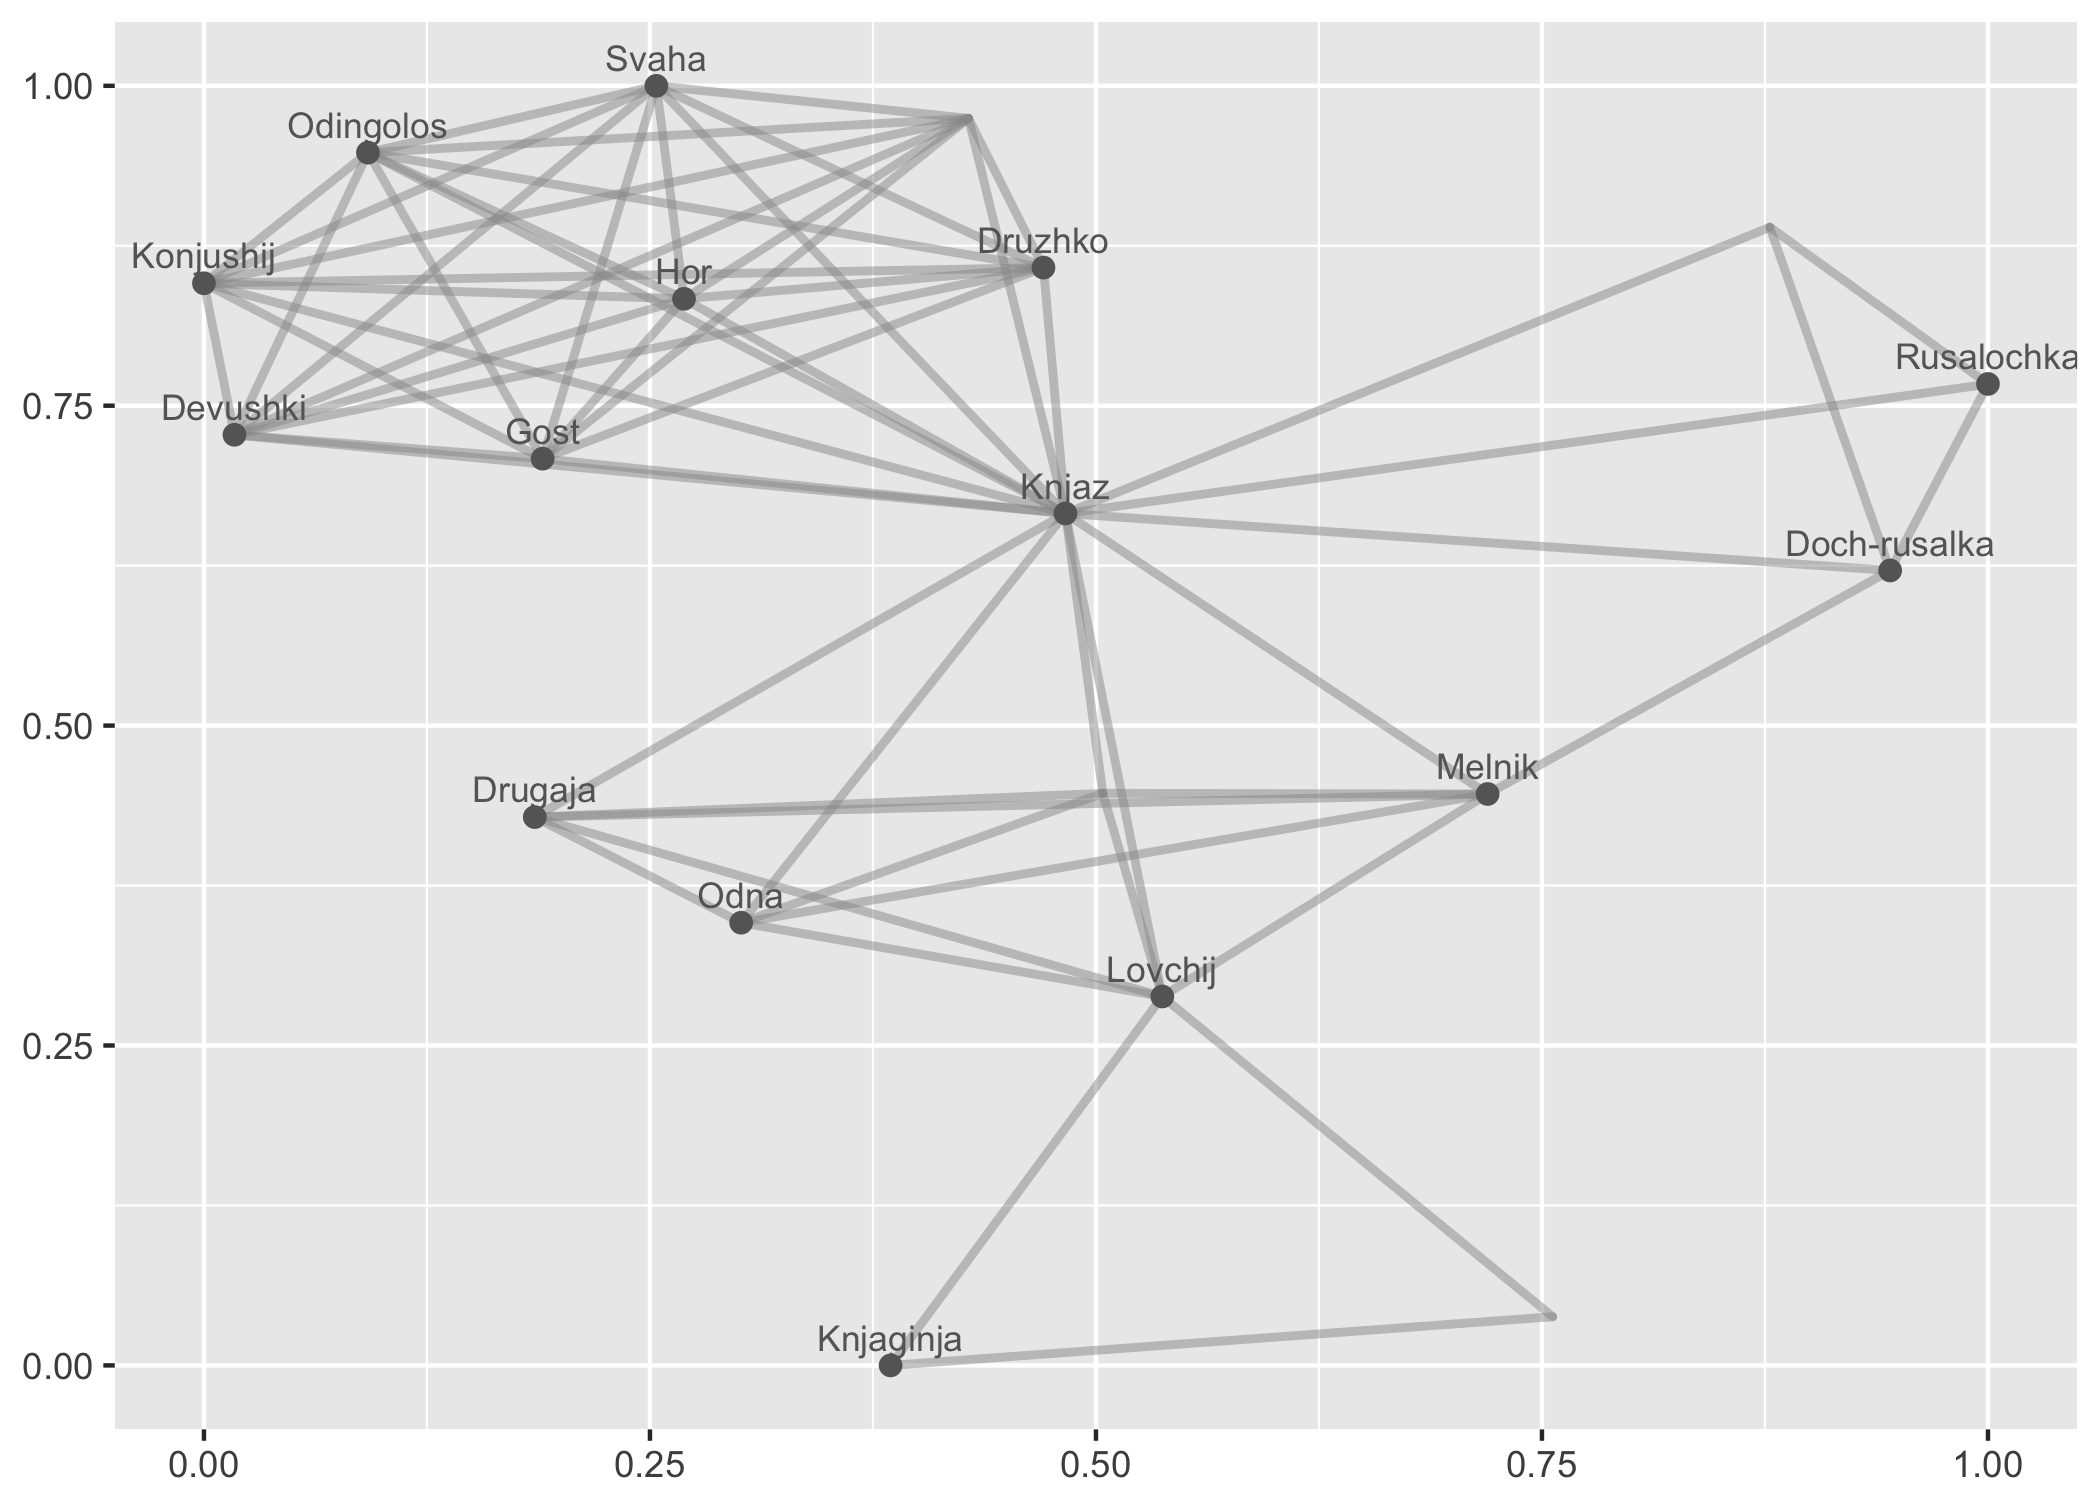 Svaha
1.00
Odingolos
Druzhko
Konjushij
Hor
Rusalochka
0.75
Devushki
Gost
Knjaz
Doch-rusalka
0.50
Melnik
Drugaja
Odna
Lovchij
0.25
Knjaginja
0.00
0.00 0.25 0.50 0.75 1.00